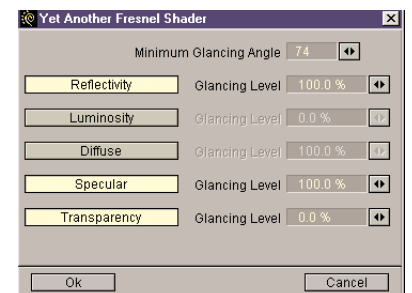 Yet Another Fresnel Shader
Minimum Glancing Angle 74
Reflectivity Glancing Level 100.0 %
Luminosity Glancing Level 0.0 %
Diffuse Glancing Level 100.0 %
Specular Glancing Level 100.0 %
Transparency Glancing Level 0.0 %
Ok Cancel